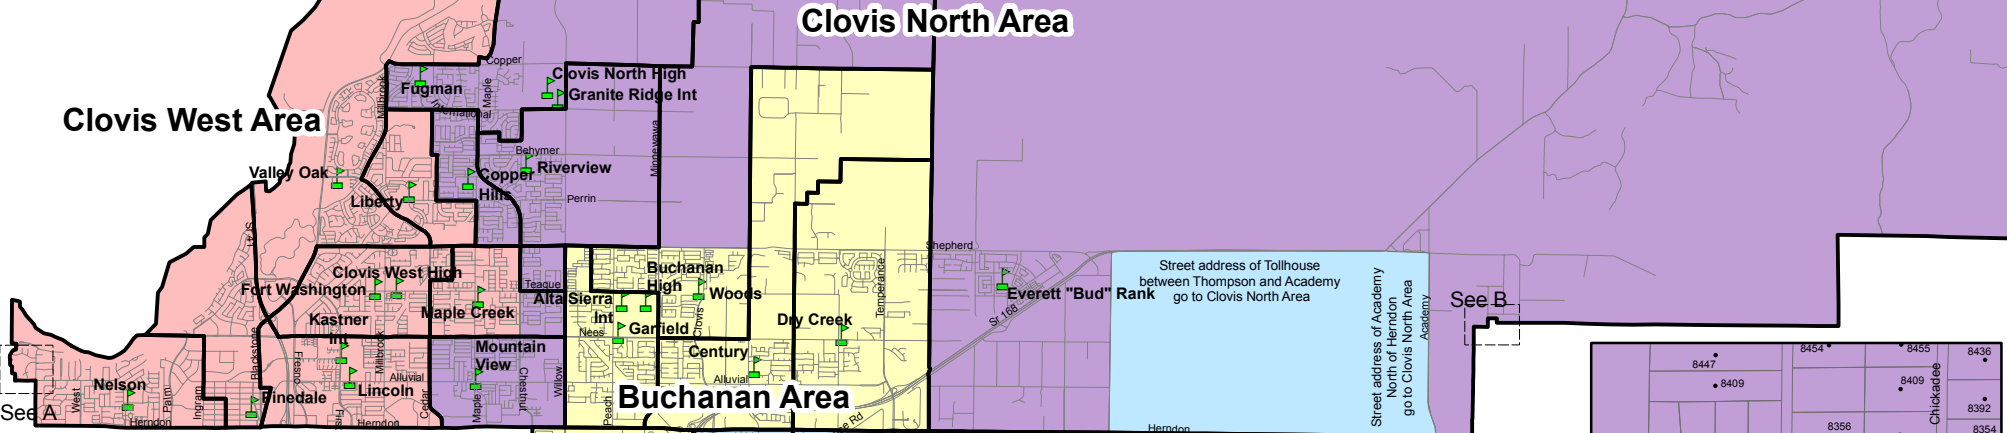 Clovis North Area
Copper
Clovis North High
Fugman
Maple
Millbrook
Granite Ridge Int
International
Clovis West Area
Minnewawa
Behymer
Valley Oak
Riverview
Copper
Hills
Liberty
Perrin
Sr 41
Shepherd
Clovis West High
Buchanan
High
Street address of Tollhouse
between Thompson and Academy
go to Clovis North Area
Fort Washington
Teague
Woods
Temperance
Everett "Bud" Rank
Street address of Academy
North of Herndon
go to Clovis North Area
Academy
See B
Alta Sierra
Int
Maple Creek
Kastner
Int
Nees
Garfield
Clovis
Dry Creek
Sr 168
Century
Mountain
View
Blackstone
Fresno
Millbrook
Nelson
Alluvial
Alluvial
Lincoln
Pinedale
See A
West
Palm
Ingram
Cedar
Maple
Chestnut
Willow
Peach
Buchanan Area
Herndon
Herndon
Herndon
8447
8409
8454
8455
8409
8436
Chickadee
8392
8356
8354